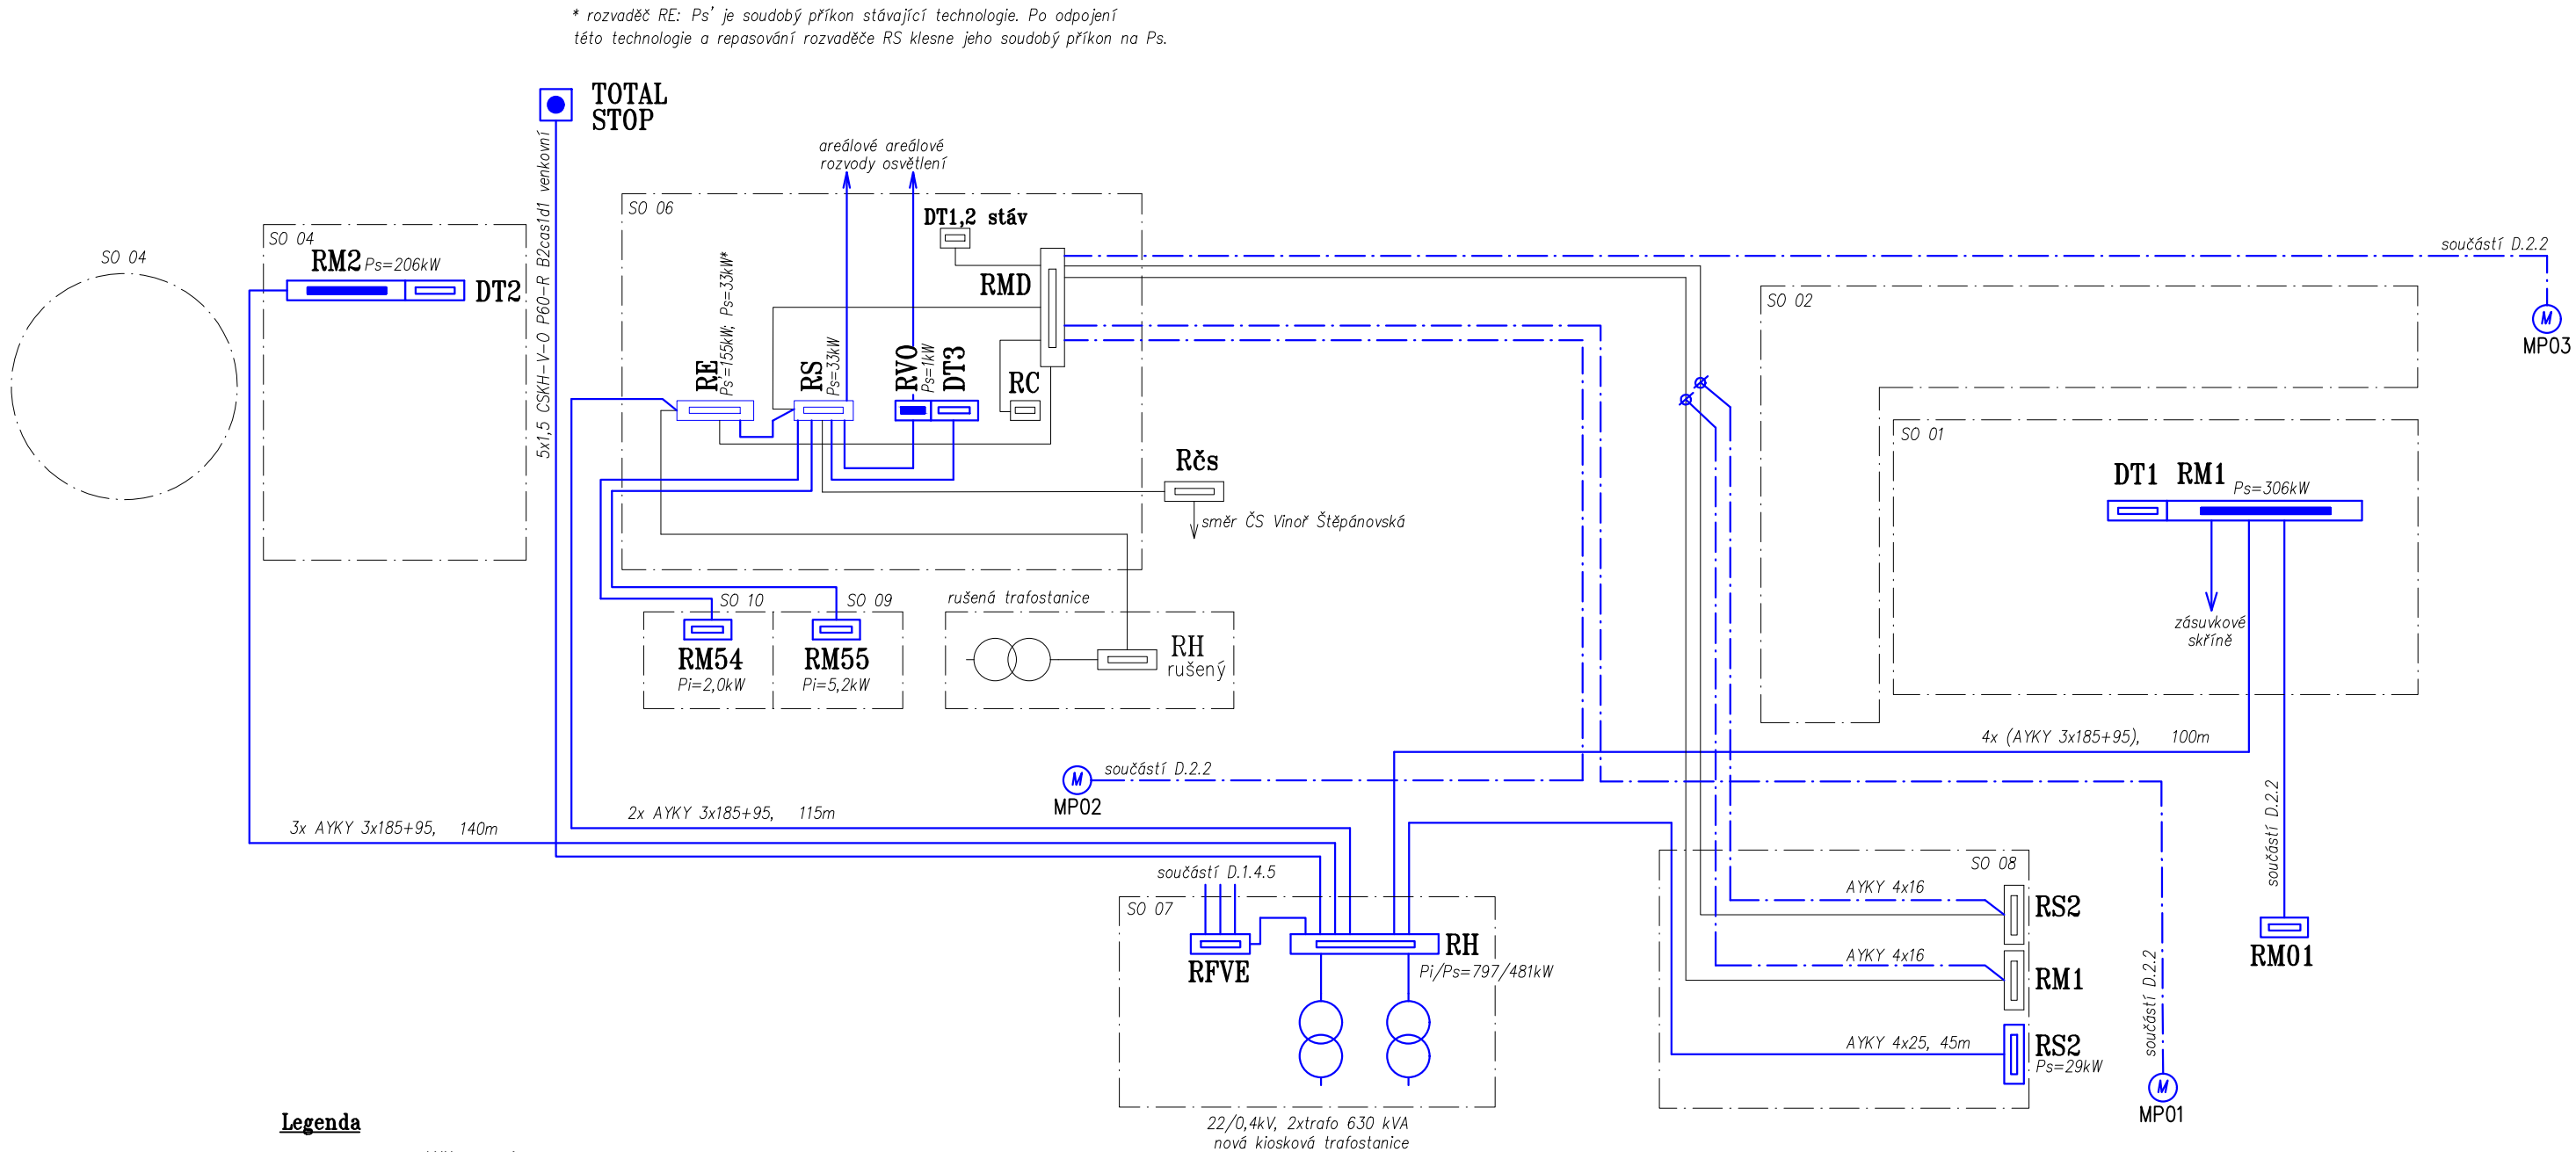 * rozvaděč RE: Ps' je soudobý příkon stávající technologie. Po odpojení
této technologie a repasování rozvaděče RS klesne jeho soudobý příkon na Ps.
TOTAL
STOP
5x1,5 CSKH-V-O P60-R B2cas1d1 venkovní
areálové areálové
rozvody osvětlení
SO 04
SO 04
RM2 Ps=206kW
DT2
SO 06
DT1,2 stáv
RMD
RE
Ps'=155kW; Ps=33kW*
RS
Ps=33kW
RVO
Ps=1kW
DT3
RC
Rčs
směr ČS Vinoř Štěpánovská
součástí D.2.2
M
MP03
SO 02
SO 01
DT1 RM1
Ps=306kW
zásuvkové
skříně
SO 10
SO 09
RM54
Pi=2,0kW
RM55
Pi=5,2kW
rušená trafostanice
RH
rušený
4x (AYKY 3x185+95), 100m
součástí D.2.2
M
MP02
2x AYKY 3x185+95, 115m
3x AYKY 3x185+95, 140m
součástí D.2.2
RM01
součástí D.1.4.5
SO 07
RFVE
RH
Pi/Ps=797/481kW
22/0,4kV, 2xtrafo 630 kVA
nová kiosková trafostanice
SO 08
AYKY 4x16
RS2
AYKY 4x16
RM1
AYKY 4x25, 45m
RS2
Ps=29kW
součástí D.2.2
M
MP01
Legenda